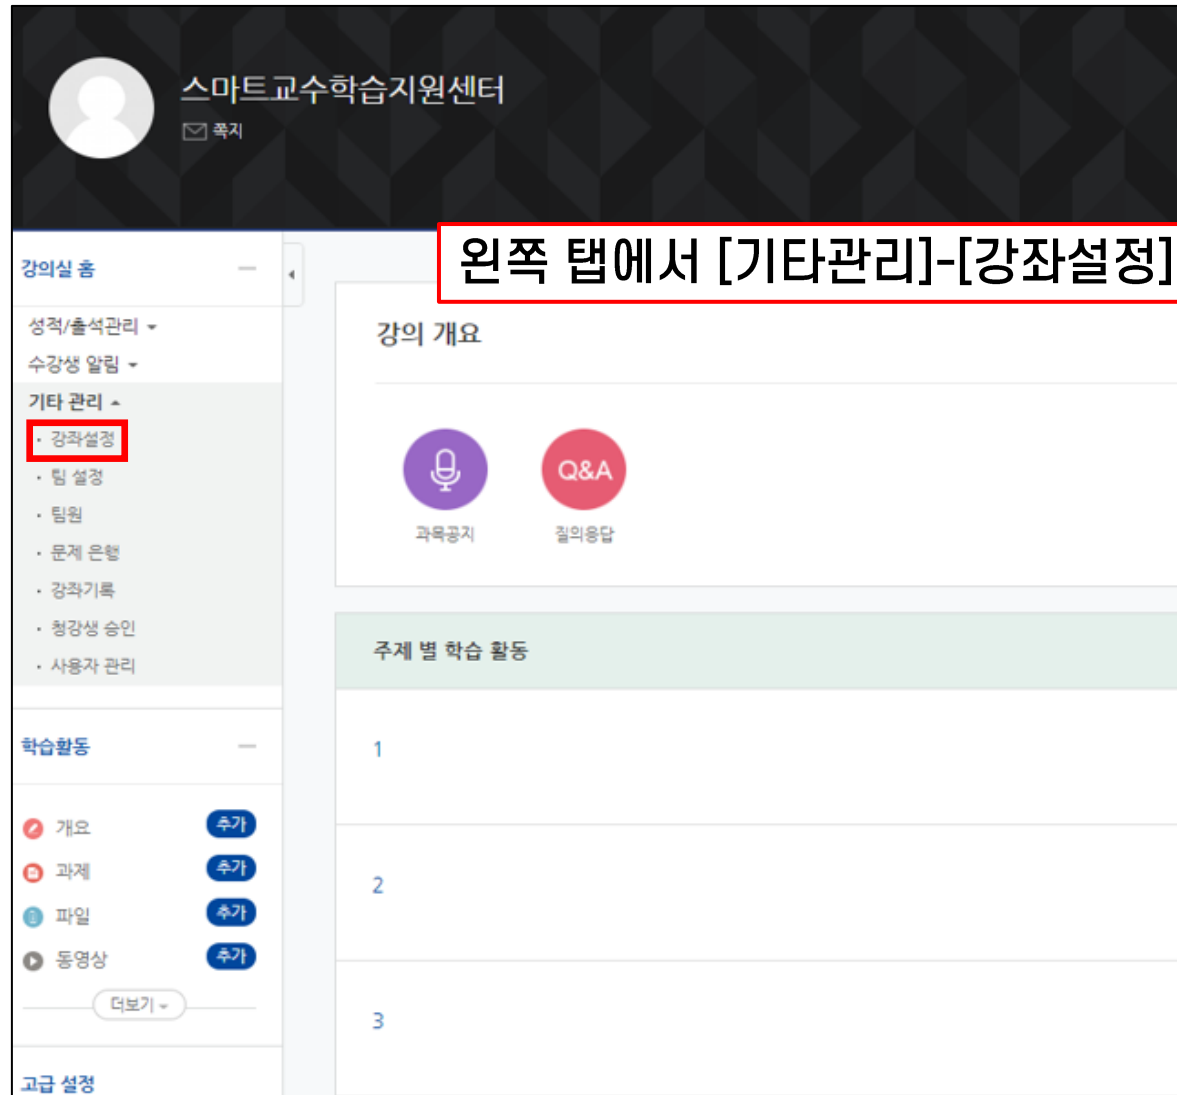 스마트교수학습지원센터
쪽지
왼쪽 탭에서 [기타관리]-[강좌설정]
강의실 홈
성적/출석관리
수강생 알림
기타 관리
· 강좌설정
· 팀 설정
· 팀원
· 문제 은행
· 강좌기록
· 청강생 승인
· 사용자 관리
학습활동
개요 추가
과제 추가
파일 추가
동영상 추가
더보기
고급 설정
강의 개요
Q&A
과목공지 질의응답
주제 별 학습 활동
1
2
3